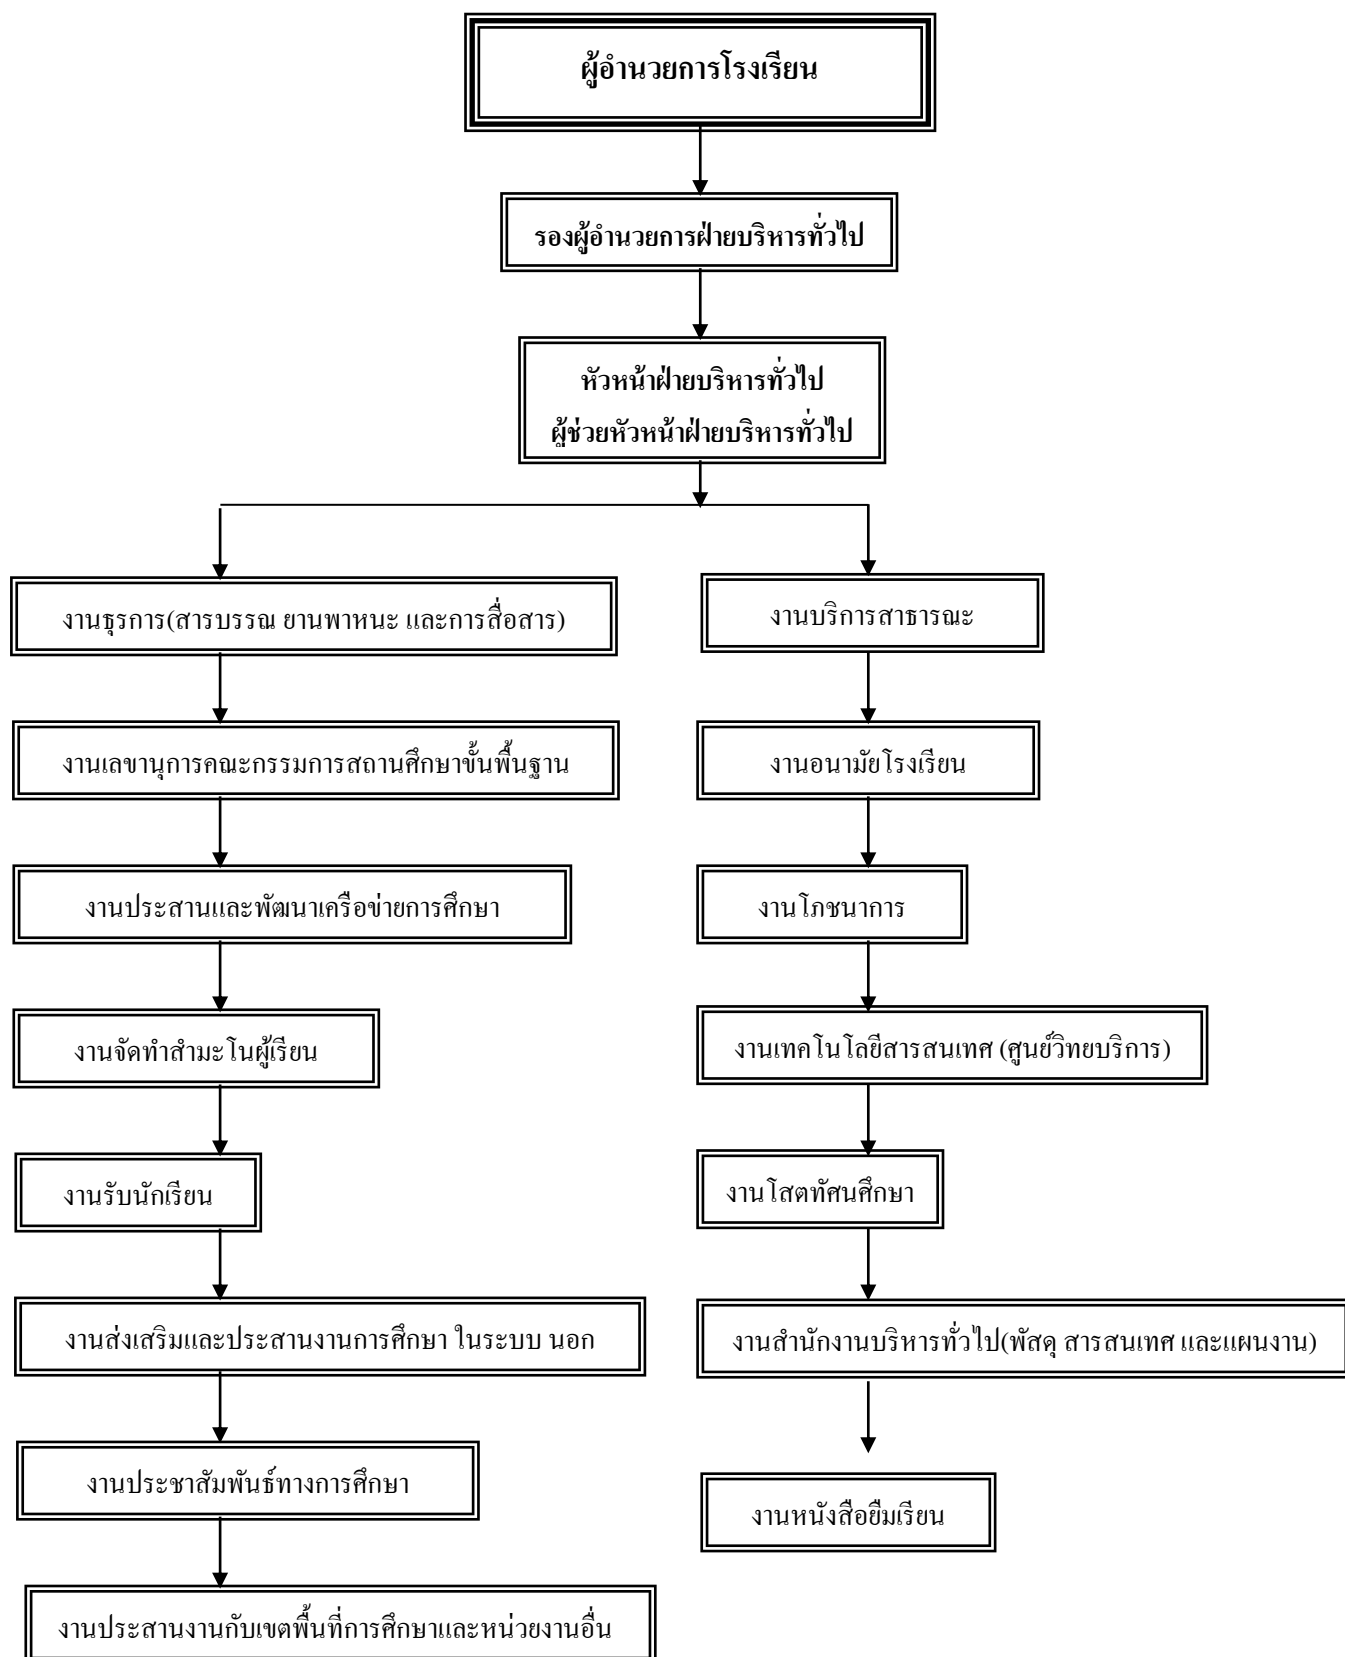 ผู้อำนวยการโรงเรียน
รองผู้อำนวยการฝ่ายบริหารทั่วไป
หัวหน้าฝ่ายบริหารทั่วไป
ผู้ช่วยหัวหน้าฝ่ายบริหารทั่วไป
งานธุรการ(สารบรรณ ยานพาหนะ และการสื่อสาร)
งานเลขานุการคณะกรรมการสถานศึกษาขั้นพื้นฐาน
งานประสานและพัฒนาเครือข่ายการศึกษา
งานจัดทำสำมะโนผู้เรียน
งานรับนักเรียน
งานส่งเสริมและประสานงานการศึกษา ในระบบ นอก
งานประชาสัมพันธ์ทางการศึกษา
งานประสานงานกับเขตพื้นที่การศึกษาและหน่วยงานอื่น
งานบริการสาธารณะ
งานอนามัยโรงเรียน
งานโภชนาการ
งานเทคโนโลยีสารสนเทศ (ศูนย์วิทยบริการ)
งานโสตทัศนศึกษา
งานสำนักงานบริหารทั่วไป(พัสดุ สารสนเทศ และแผนงาน)
งานหนังสือยืมเรียน